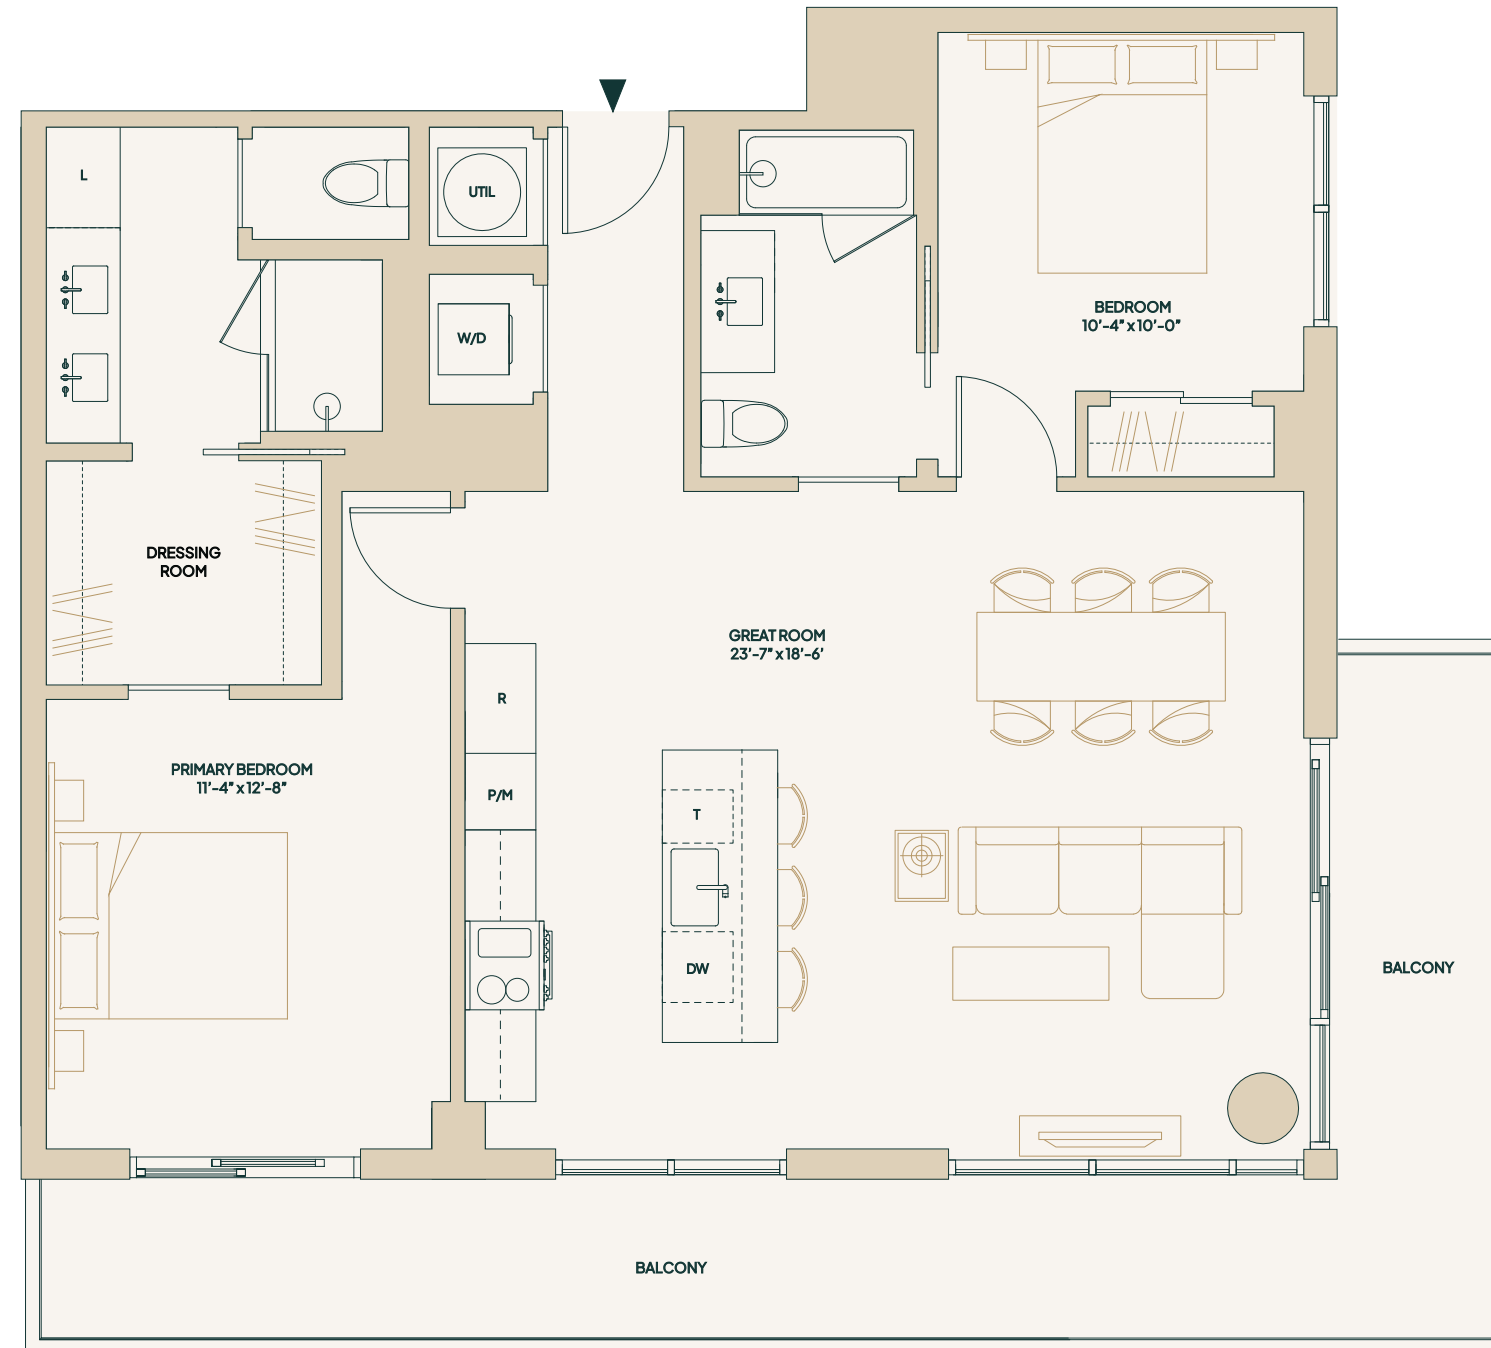 L
UTIL
W/D
BEDROOM
10'-4" x 10'-0"
DRESSING
ROOM
GREAT ROOM
23'-7" x 18'-6'
R
PRIMARY BEDROOM
11'-4" x 12'-8"
P/M
T
DW
BALCONY
BALCONY